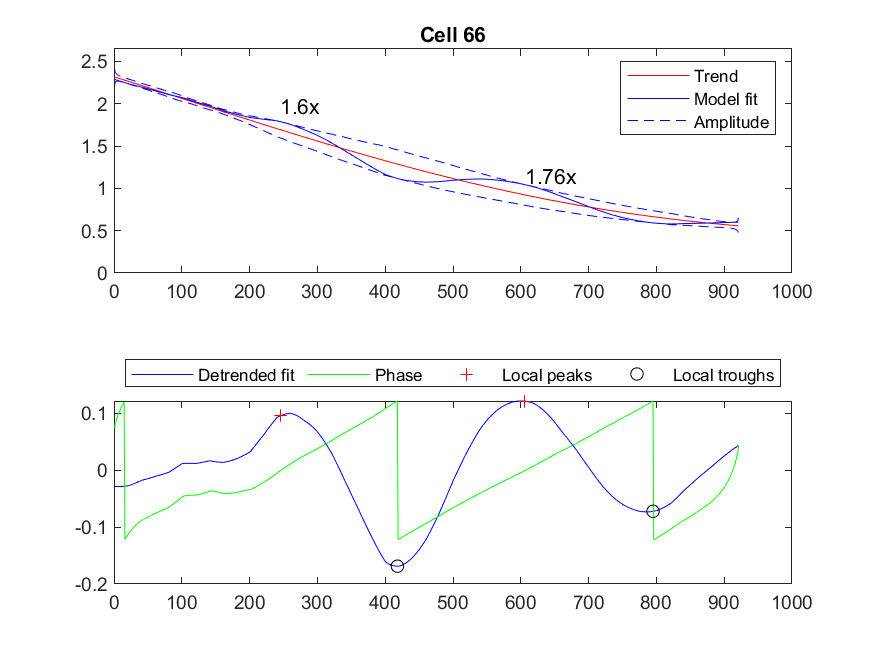 Cell 66
2.5
2
1.5
1
0.5
0
1.6x
1.76x
Trend
Model fit
Amplitude
0 100 200 300 400 500 600 700 800 900 1000
Detrended fit Phase Local peaks Local troughs
0.1
0
-0.1
-0.2
0 100 200 300 400 500 600 700 800 900 1000